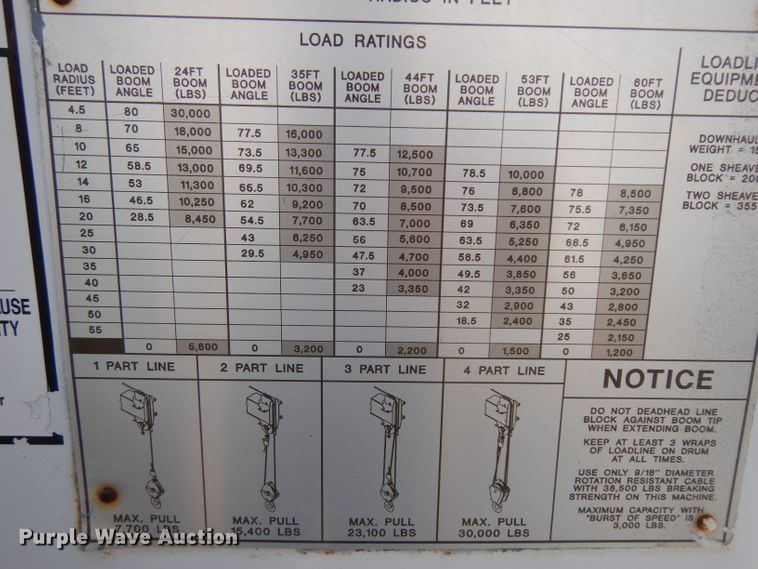 RADIUS IN FEET
LOAD RATINGS
LOAD RADIUS (FEET) LOADED BOOM ANGLE 24FT BOOM (LBS) LOADED BOOM ANGLE 35FT BOOM (LBS) LOADED BOOM ANGLE 44FT BOOM (LBS) LOADED BOOM ANGLE 53FT BOOM (LBS) LOADED BOOM ANGLE 60FT BOOM (LBS)
4.5 80 30,000
8 70 18,000 77.5 16,000
10 65 15,000 73.5 13,300 77.5 12,500
12 58.5 13,000 69.5 11,600 75 10,700 78.5 10,000
14 53 11,300 66.5 10,300 72 9,500 76 8,800 78 8,500
16 46.5 10,250 62 9,200 70 8,500 73.5 7,600 75.5 7,350
20 28.5 8,450 54.5 7,700 63.5 7,000 69 6,350 72 6,150
25 43 6,250 56 5,600 63.5 5,250 66.5 4,950
30 29.5 4,950 47.5 4,700 56.5 4,400 61.5 4,250
35 37 4,000 49.5 3,850 56 3,650
40 23 3,350 42 3,350 50 3,200
45 32 2,900 43 2,800
50 18.5 2,400 35 2,450
55 25 2,150
0 5,600 0 3,200 0 2,200 0 1,500 0 1,200
LOADLI
EQUIPME
DEDUC
DOWNHAUL
WEIGHT = 15
ONE SHEAVE
BLOCK = 200
TWO SHEAVE
BLOCK = 355
USE
TY
r
1 PART LINE
MAX. PULL
7,700 LBS
2 PART LINE
MAX. PULL
15,400 LBS
3 PART LINE
MAX. PULL
23,100 LBS
4 PART LINE
MAX. PULL
30,000 LBS
NOTICE
DO NOT DEADHEAD LINE
BLOCK AGAINST BOOM TIP
WHEN EXTENDING BOOM.
KEEP AT LEAST 3 WRAPS
OF LOADLINE ON DRUM
AT ALL TIMES.
USE ONLY 9/16" DIAMETER
ROTATION RESISTANT CABLE
WITH 38,500 LBS BREAKING
STRENGTH ON THIS MACHINE.
MAXIMUM CAPACITY WITH
"BURST OF SPEED" IS
3,000 LBS.
Purple Wave Auction